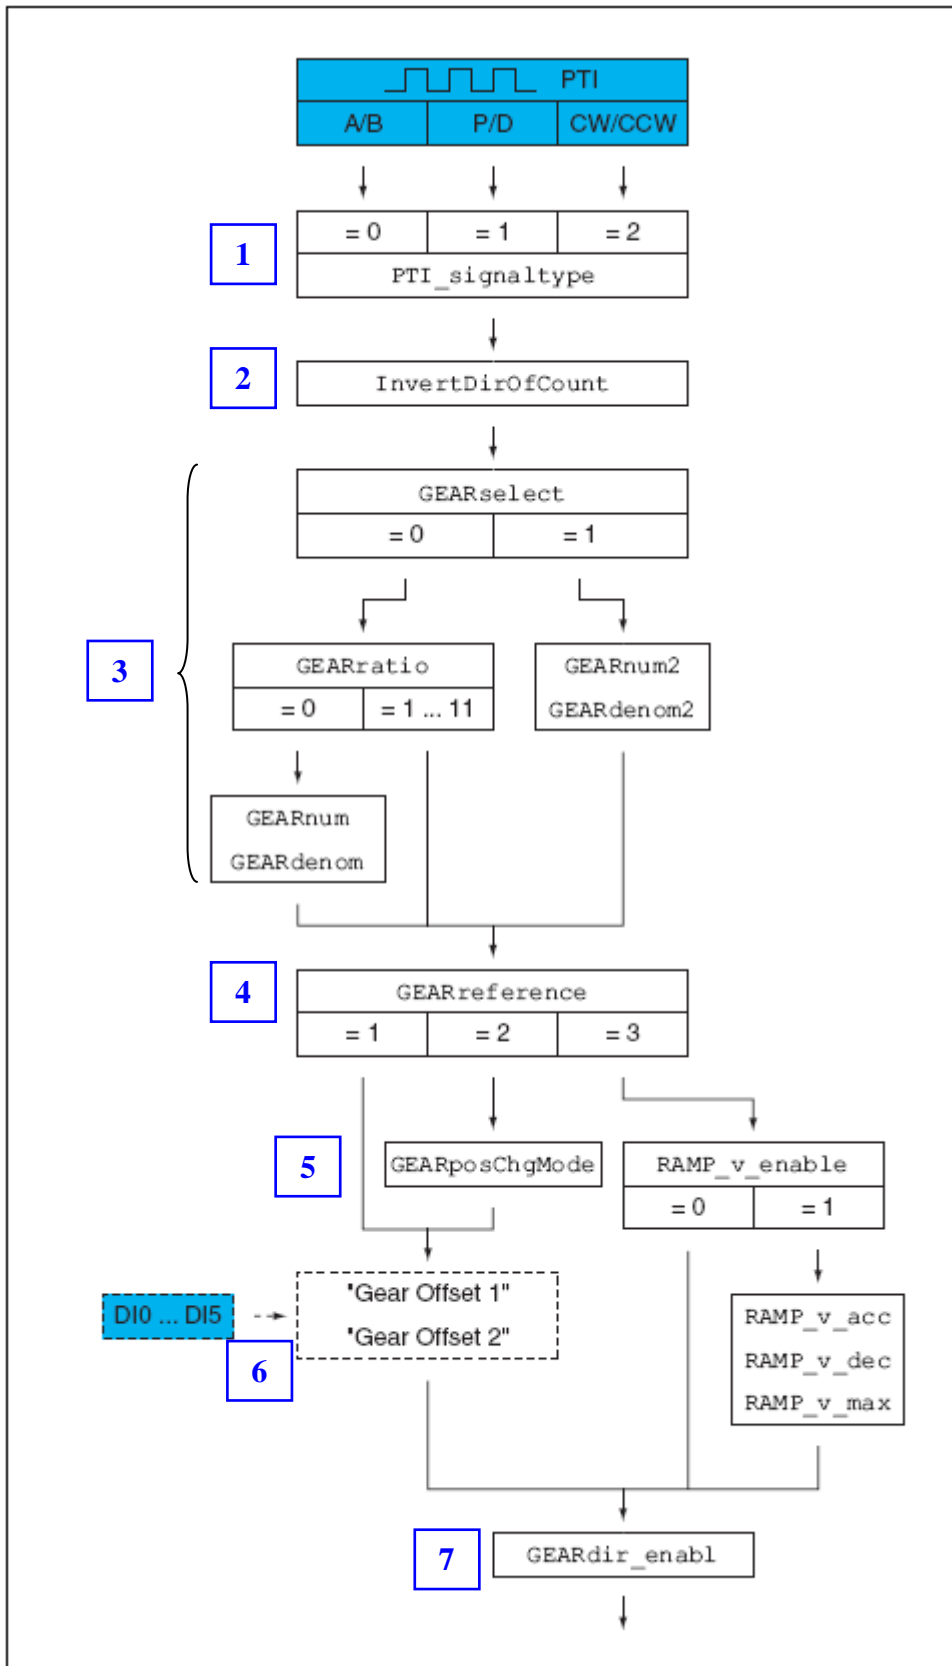 PTI
A/B P/D CW/CCW
1
= 0 = 1 = 2
PTI_signaltype
2
InvertDirOfCount
GEARselect
= 0 = 1
3
GEARratio
= 0 = 1 ... 11
GEARnum2
GEARdenom2
GEARnum
GEARdenom
4
GEARreference
= 1 = 2 = 3
5
GEARposChgMode
RAMP_v_enable
= 0 = 1
DI0 ... DI5
"Gear Offset 1"
"Gear Offset 2"
6
RAMP_v_acc
RAMP_v_dec
RAMP_v_max
7
GEARdir_enabl